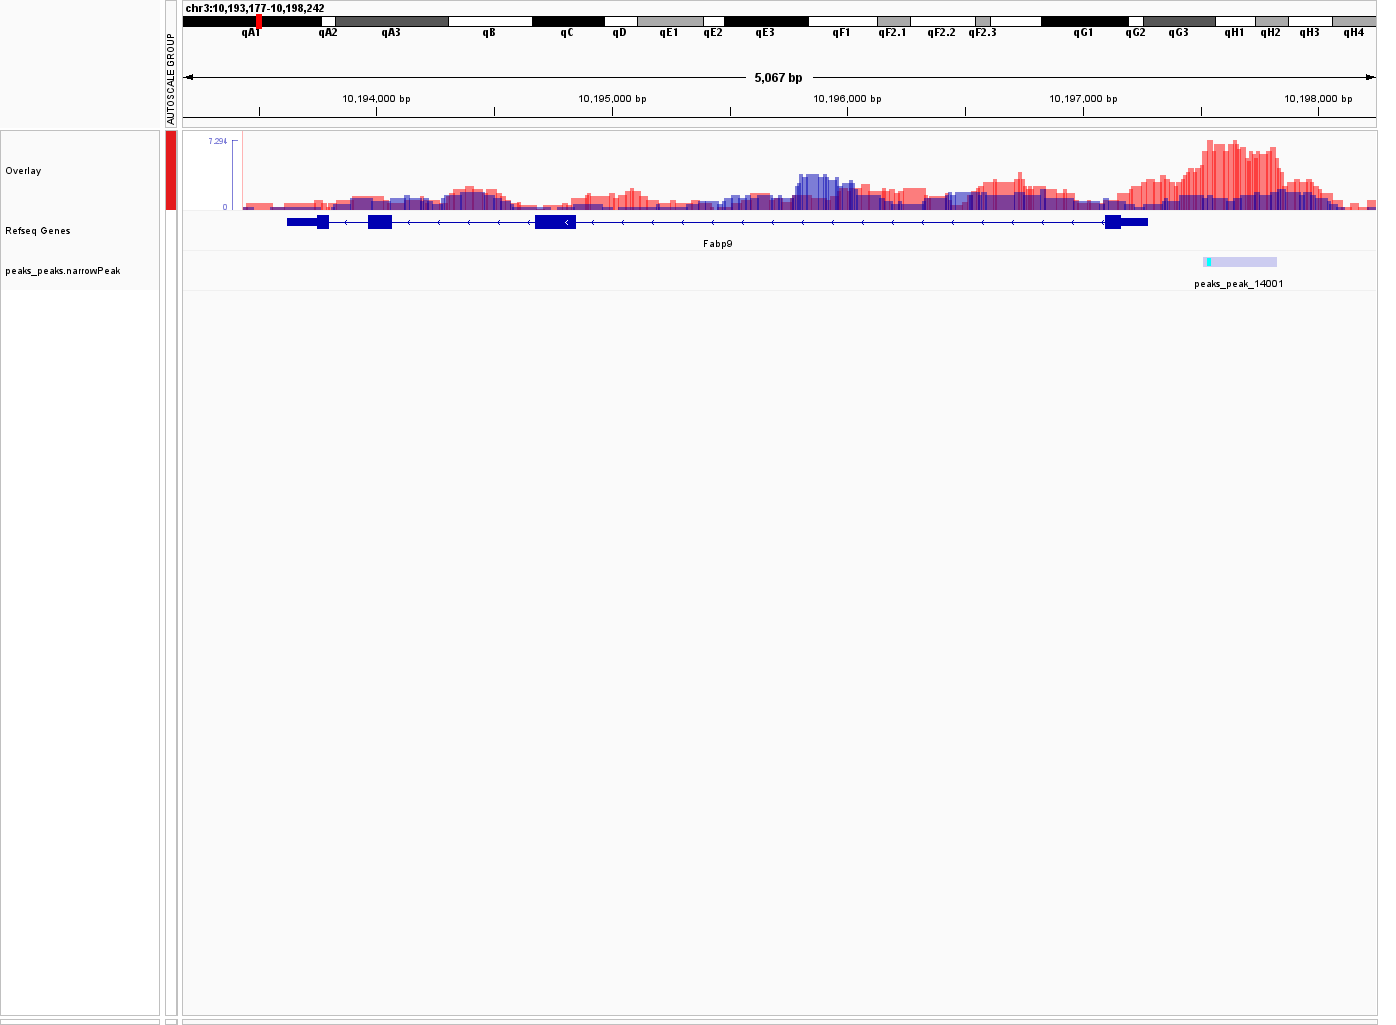 chr3:10,193,177-10,198,242
qA1 qA2 qA3 qB qC qD qE1 qE2 qE3 qF1 qF2.1 qF2.2 qF2.3 qG1 qG2 qG3 qH1 qH2 qH3 qH4
AUTOSCALE GROUP
5,067 bp
10,194,000 bp 10,195,000 bp 10,196,000 bp 10,197,000 bp 10,198,000 bp
7.294
Overlay
0
Refseq Genes
Fabp9
peaks_peaks.narrowPeak
peaks_peak_14001